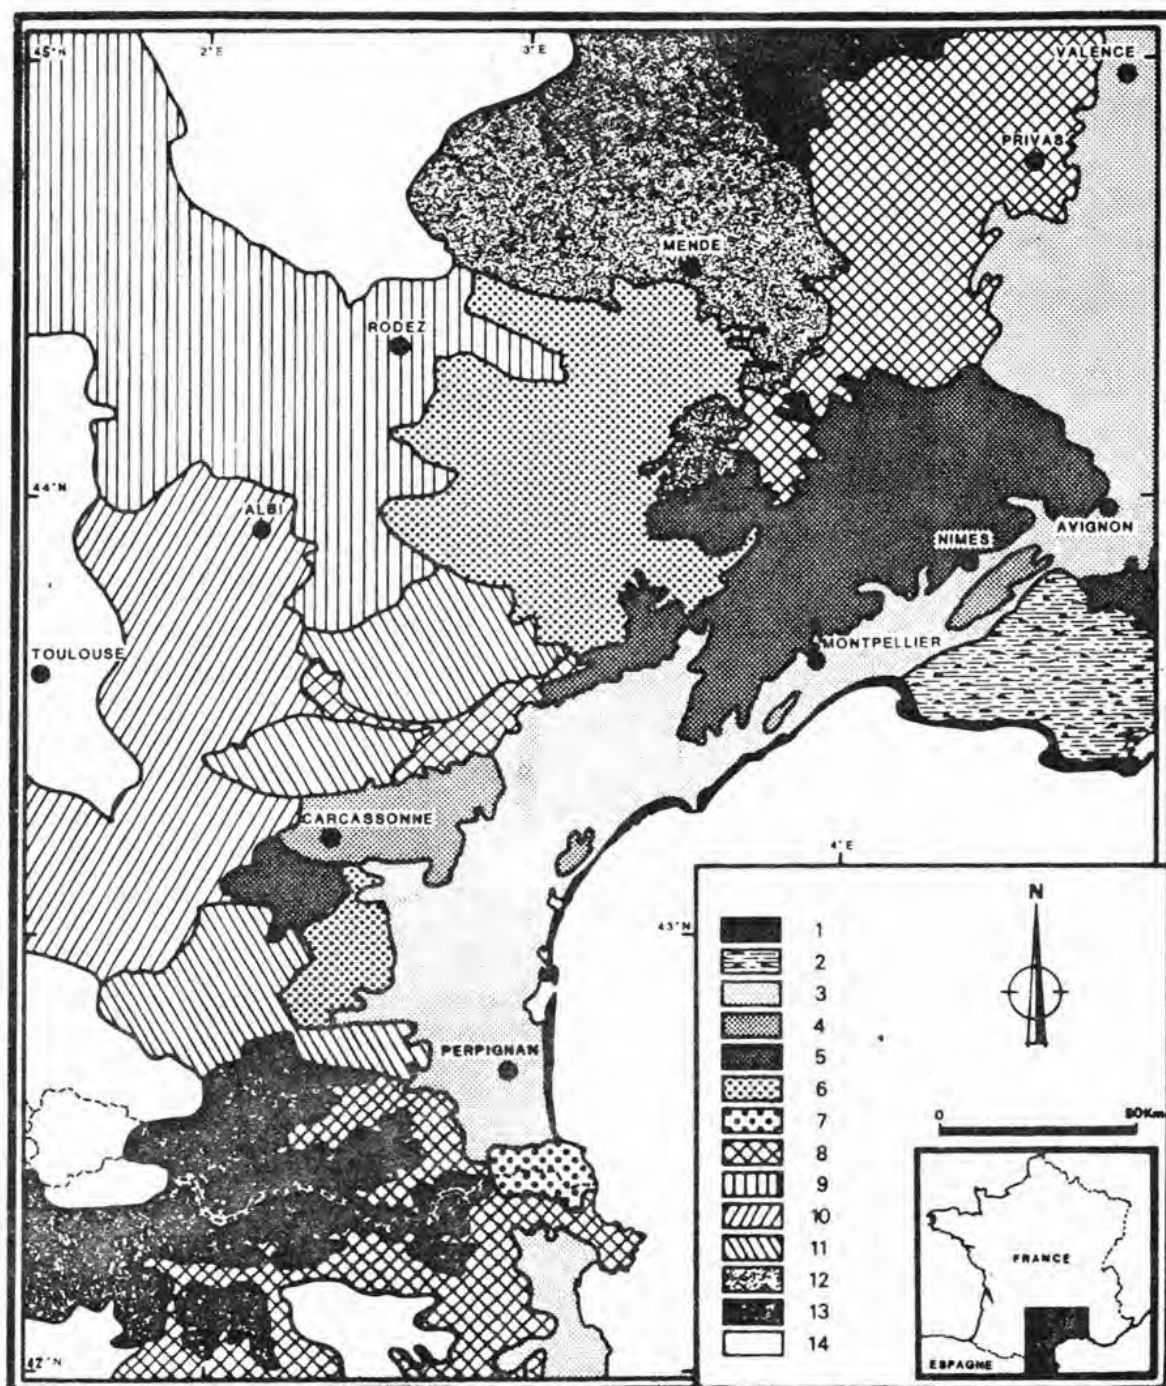 2°E 3°E
45°N VALENCE
PRIVAS
MENDE
RODEZ
44°N
ALBI
AVIGNON
NIMES
TOULOUSE
MONTPELLIER
CARCASSONNE
4°E
43°N
N
1
2
3
4
5
6
7
8
9
10
11
12
13
14
PERPIGNAN
0 80Km
FRANCE
ESPAGNE
42°N